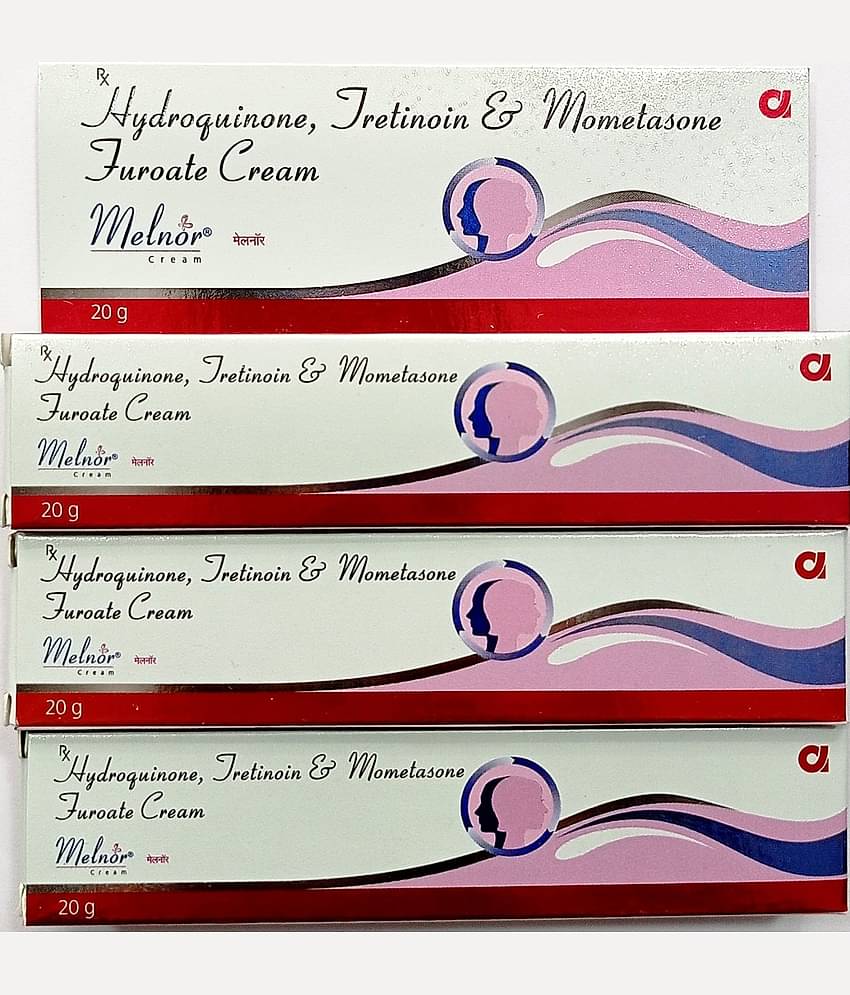 Rx
Hydroquinone, Tretinoin & Mometasone
Furoate Cream
Melnor® मेलनॉर
Cream
20 g
Rx
Hydroquinone, Tretinoin & Mometasone
Furoate Cream
Melnor® मेलनॉर
Cream
20 g
Rx
Hydroquinone, Tretinoin & Mometasone
Furoate Cream
Melnor® मेलनॉर
Cream
20 g
Rx
Hydroquinone, Tretinoin & Mometasone
Furoate Cream
Melnor® मेलनॉर
Cream
20 g